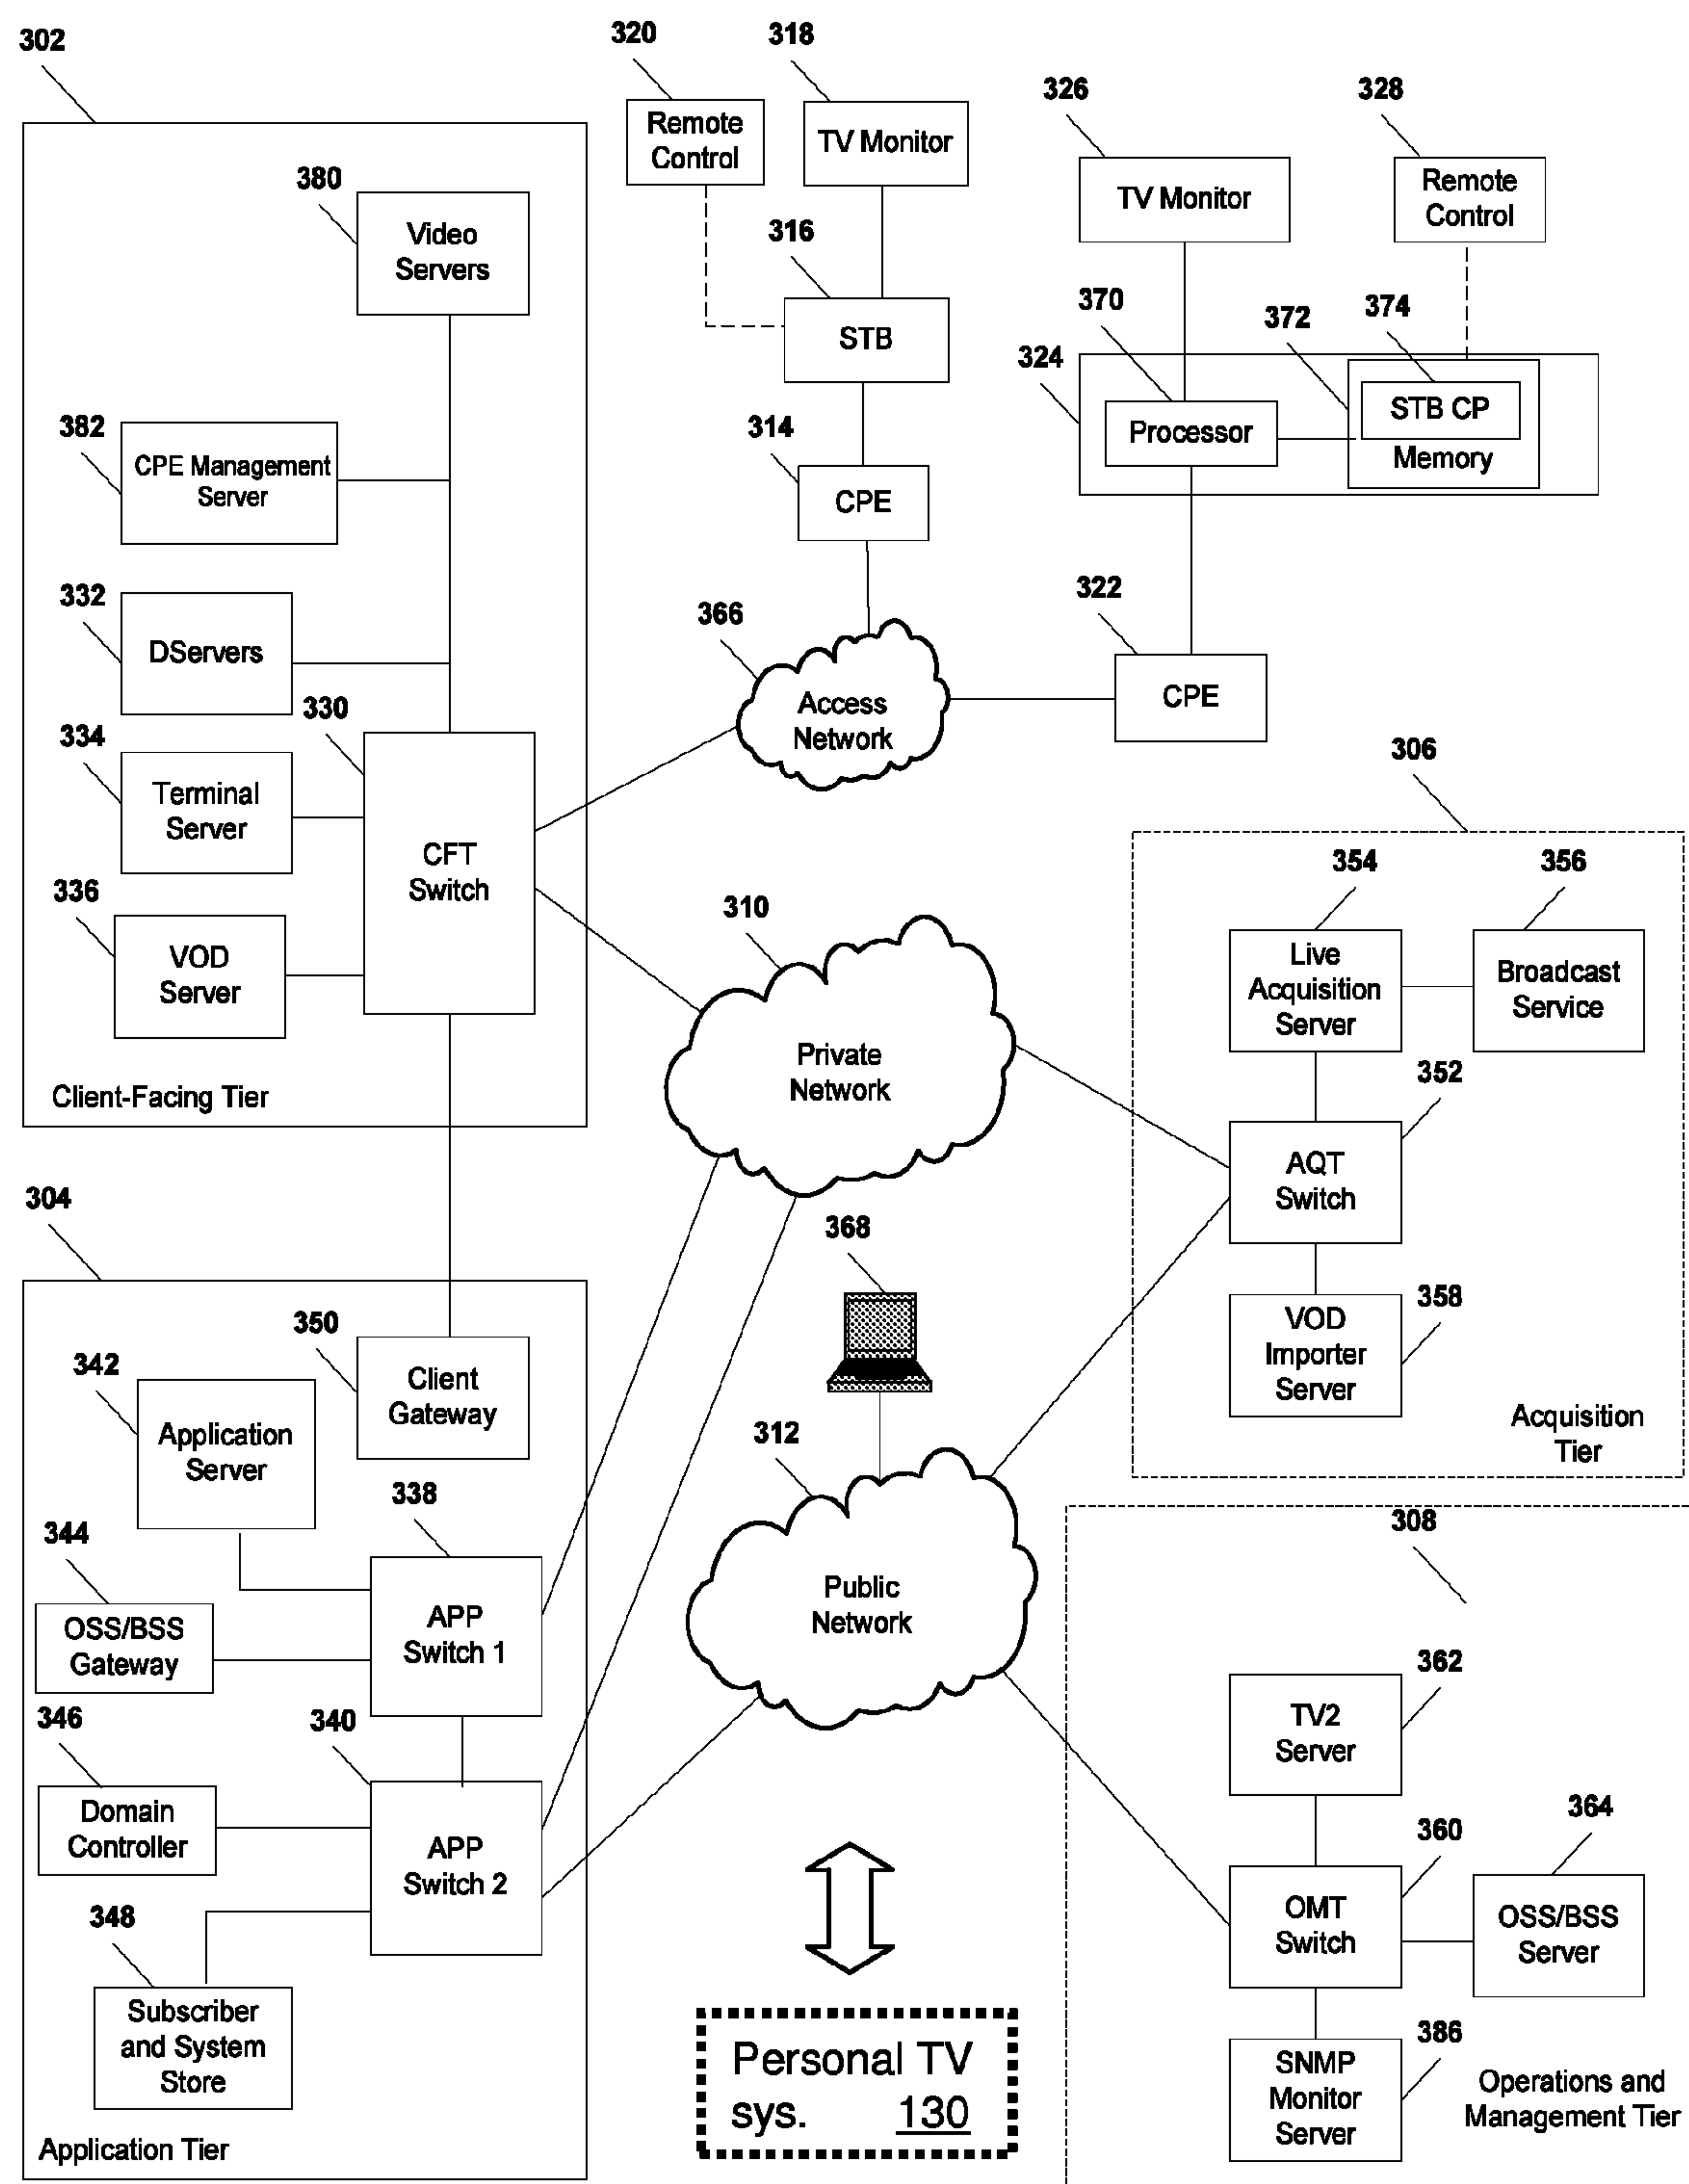 302
320
318
326
328
Remote
Control
TV Monitor
TV Monitor
Remote
Control
380
Video
Servers
316
STB
370
372
374
324
Processor
STB CP
Memory
382
CPE Management
Server
314
CPE
332
DServers
366
Access
Network
322
CPE
330
334
Terminal
Server
CFT
Switch
336
VOD
Server
Client-Facing Tier
310
Private
Network
306
354
356
Live
Acquisition
Server
Broadcast
Service
352
AQT
Switch
358
VOD
Importer
Server
Acquisition
Tier
304
350
Client
Gateway
342
Application
Server
338
344
OSS/BSS
Gateway
APP
Switch 1
346
340
Domain
Controller
APP
Switch 2
348
Subscriber
and System
Store
Application Tier
368
312
Public
Network
Personal TV
sys. 130
308
362
TV2
Server
360
364
OMT
Switch
OSS/BSS
Server
386
SNMP
Monitor
Server
Operations and
Management Tier